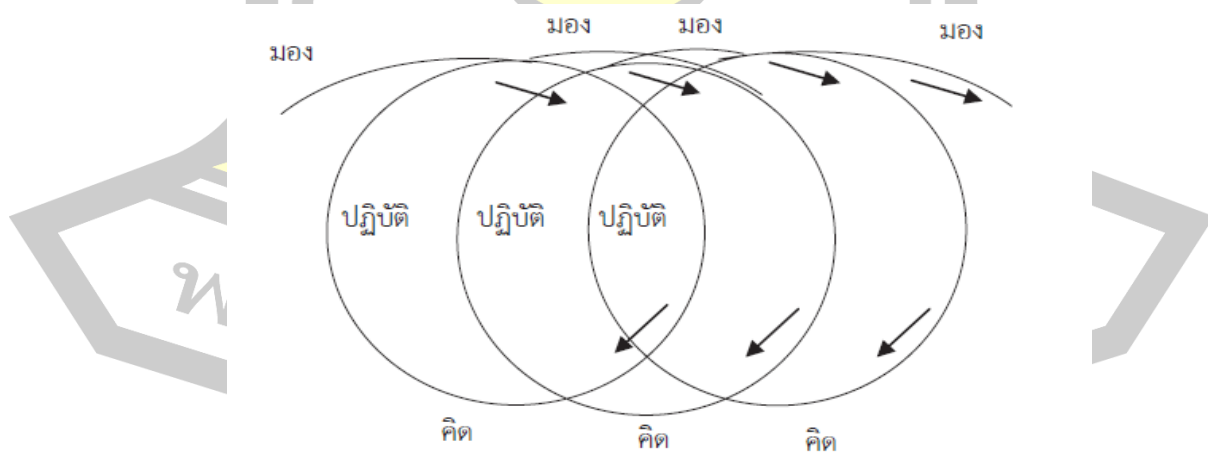 มอง มอง มอง มอง
ปฏิบัติ ปฏิบัติ ปฏิบัติ
คิด คิด คิด